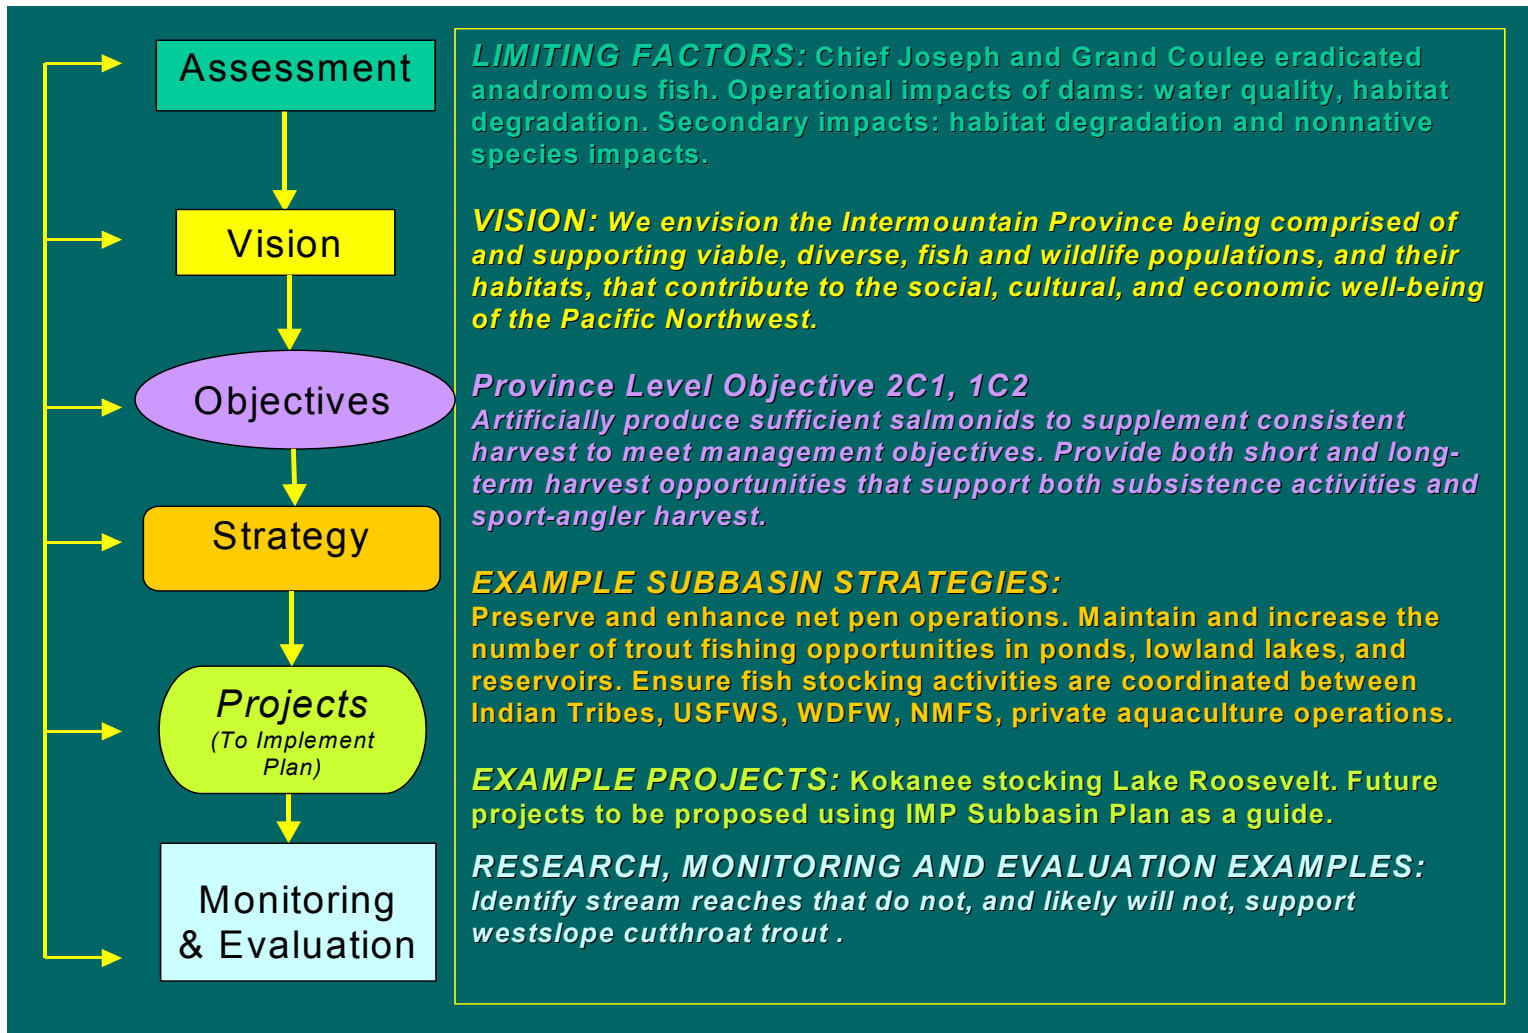 Assessment
Vision
Objectives
Strategy
Projects
(To Implement
Plan)
Monitoring
& Evaluation
LIMITING FACTORS: Chief Joseph and Grand Coulee eradicated
anadromous fish. Operational impacts of dams: water quality, habitat
degradation. Secondary impacts: habitat degradation and nonnative
species impacts.
VISION: We envision the Intermountain Province being comprised of
and supporting viable, diverse, fish and wildlife populations, and their
habitats, that contribute to the social, cultural, and economic well-being
of the Pacific Northwest.
Province Level Objective 2C1, 1C2
Artificially produce sufficient salmonids to supplement consistent
harvest to meet management objectives. Provide both short and long-
term harvest opportunities that support both subsistence activities and
sport-angler harvest.
EXAMPLE SUBBASIN STRATEGIES:
Preserve and enhance net pen operations. Maintain and increase the
number of trout fishing opportunities in ponds, lowland lakes, and
reservoirs. Ensure fish stocking activities are coordinated between
Indian Tribes, USFWS, WDFW, NMFS, private aquaculture operations.
EXAMPLE PROJECTS: Kokanee stocking Lake Roosevelt. Future
projects to be proposed using IMP Subbasin Plan as a guide.
RESEARCH, MONITORING AND EVALUATION EXAMPLES:
Identify stream reaches that do not, and likely will not, support
westslope cutthroat trout .